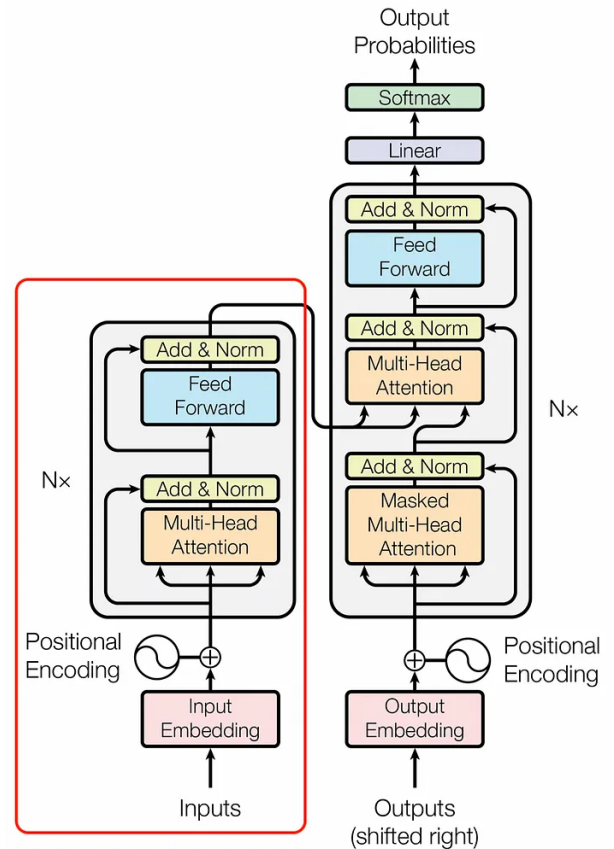 Output
Probabilities
Softmax
Linear
Add & Norm
Feed
Forward
Add & Norm
Multi-Head
Attention
N×
Add & Norm
Masked
Multi-Head
Attention
Positional
Encoding
Output
Embedding
Outputs
(shifted right)
Add & Norm
Feed
Forward
N×
Add & Norm
Multi-Head
Attention
Positional
Encoding
Input
Embedding
Inputs